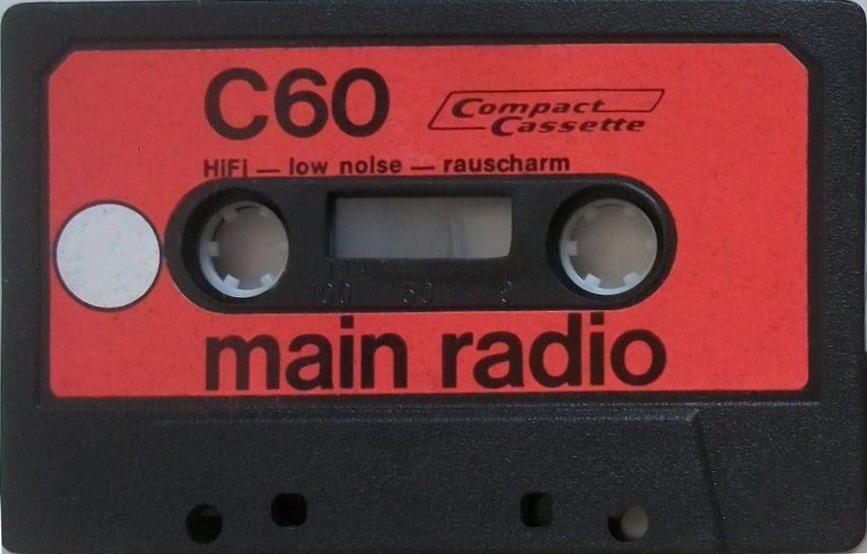 C60
Compact
Cassette
HiFi — low noise — rauscharm
100 50 0
main radio